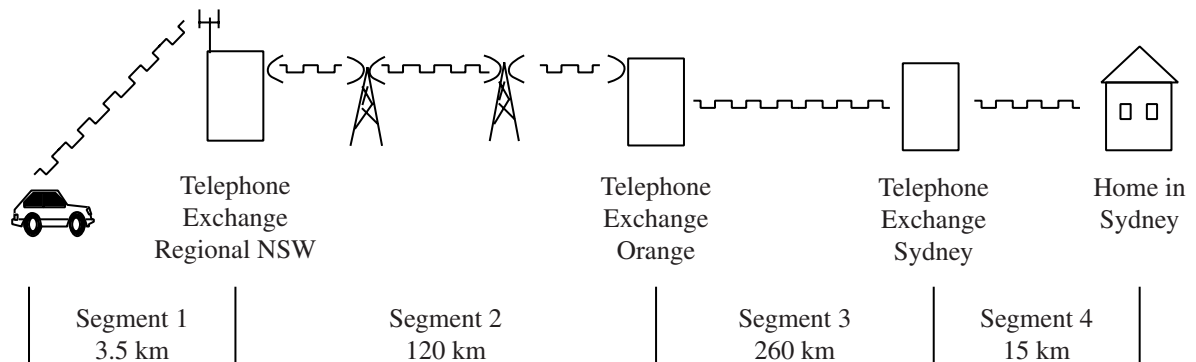 Telephone
Exchange
Regional NSW
Telephone
Exchange
Orange
Telephone
Exchange
Sydney
Home in
Sydney
Segment 1
3.5 km
Segment 2
120 km
Segment 3
260 km
Segment 4
15 km